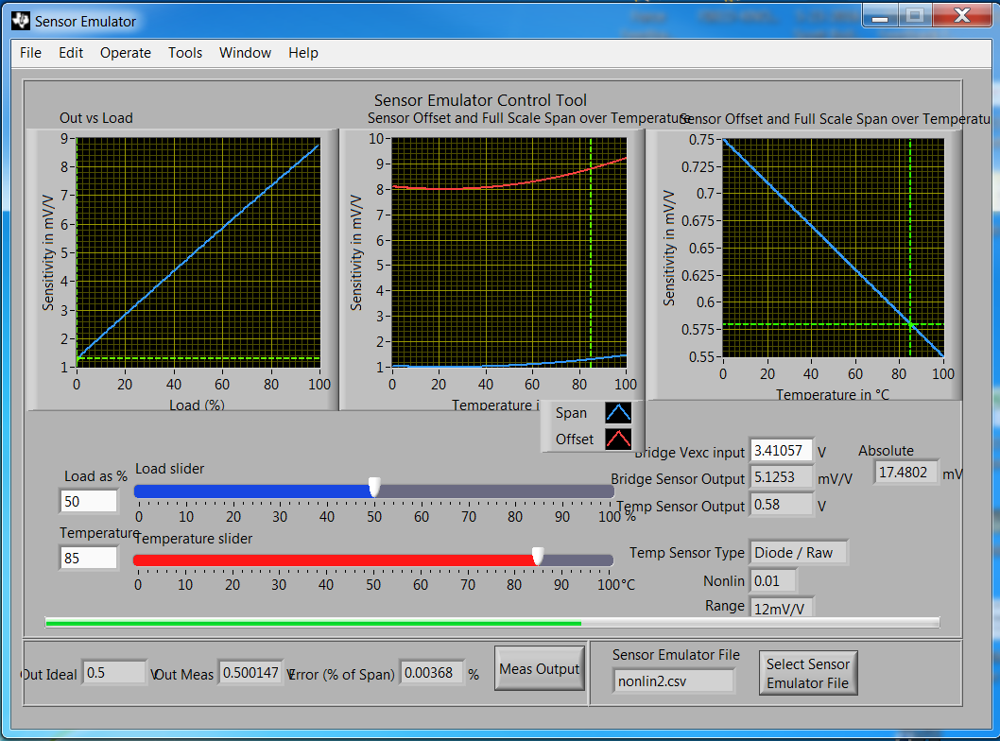 Sensor Emulator
File Edit Operate Tools Window Help
Sensor Emulator Control Tool
Out vs Load
Sensor Offset and Full Scale Span over Temperature
Sensor Offset and Full Scale Span over Temperatu
Sensitivity in mV/V
9
8
7
6
5
4
3
2
1
0 20 40 60 80 100
Load (%)
Sensitivity in mV/V
10
9
8
7
6
5
4
3
2
1
0 20 40 60 80 100
Temperature i
Span
Offset
Sensitivity in mV/V
0.75
0.725
0.7
0.675
0.65
0.625
0.6
0.575
0.55
0 20 40 60 80 100
Temperature in °C
Load as %
50
Load slider
0 10 20 30 40 50 60 70 80 90 100 %
Temperature
85
Temperature slider
0 10 20 30 40 50 60 70 80 90 100 °C
Bridge Vexc input 3.41057 V
Bridge Sensor Output 5.1253 mV/V
Temp Sensor Output 0.58 V
Absolute
17.4802 mV
Temp Sensor Type Diode / Raw
Nonlin 0.01
Range 12mV/V
Out Ideal 0.5 V
Out Meas 0.500147 V
Error (% of Span) 0.00368 %
Meas Output
Sensor Emulator File
nonlin2.csv
Select Sensor
Emulator File